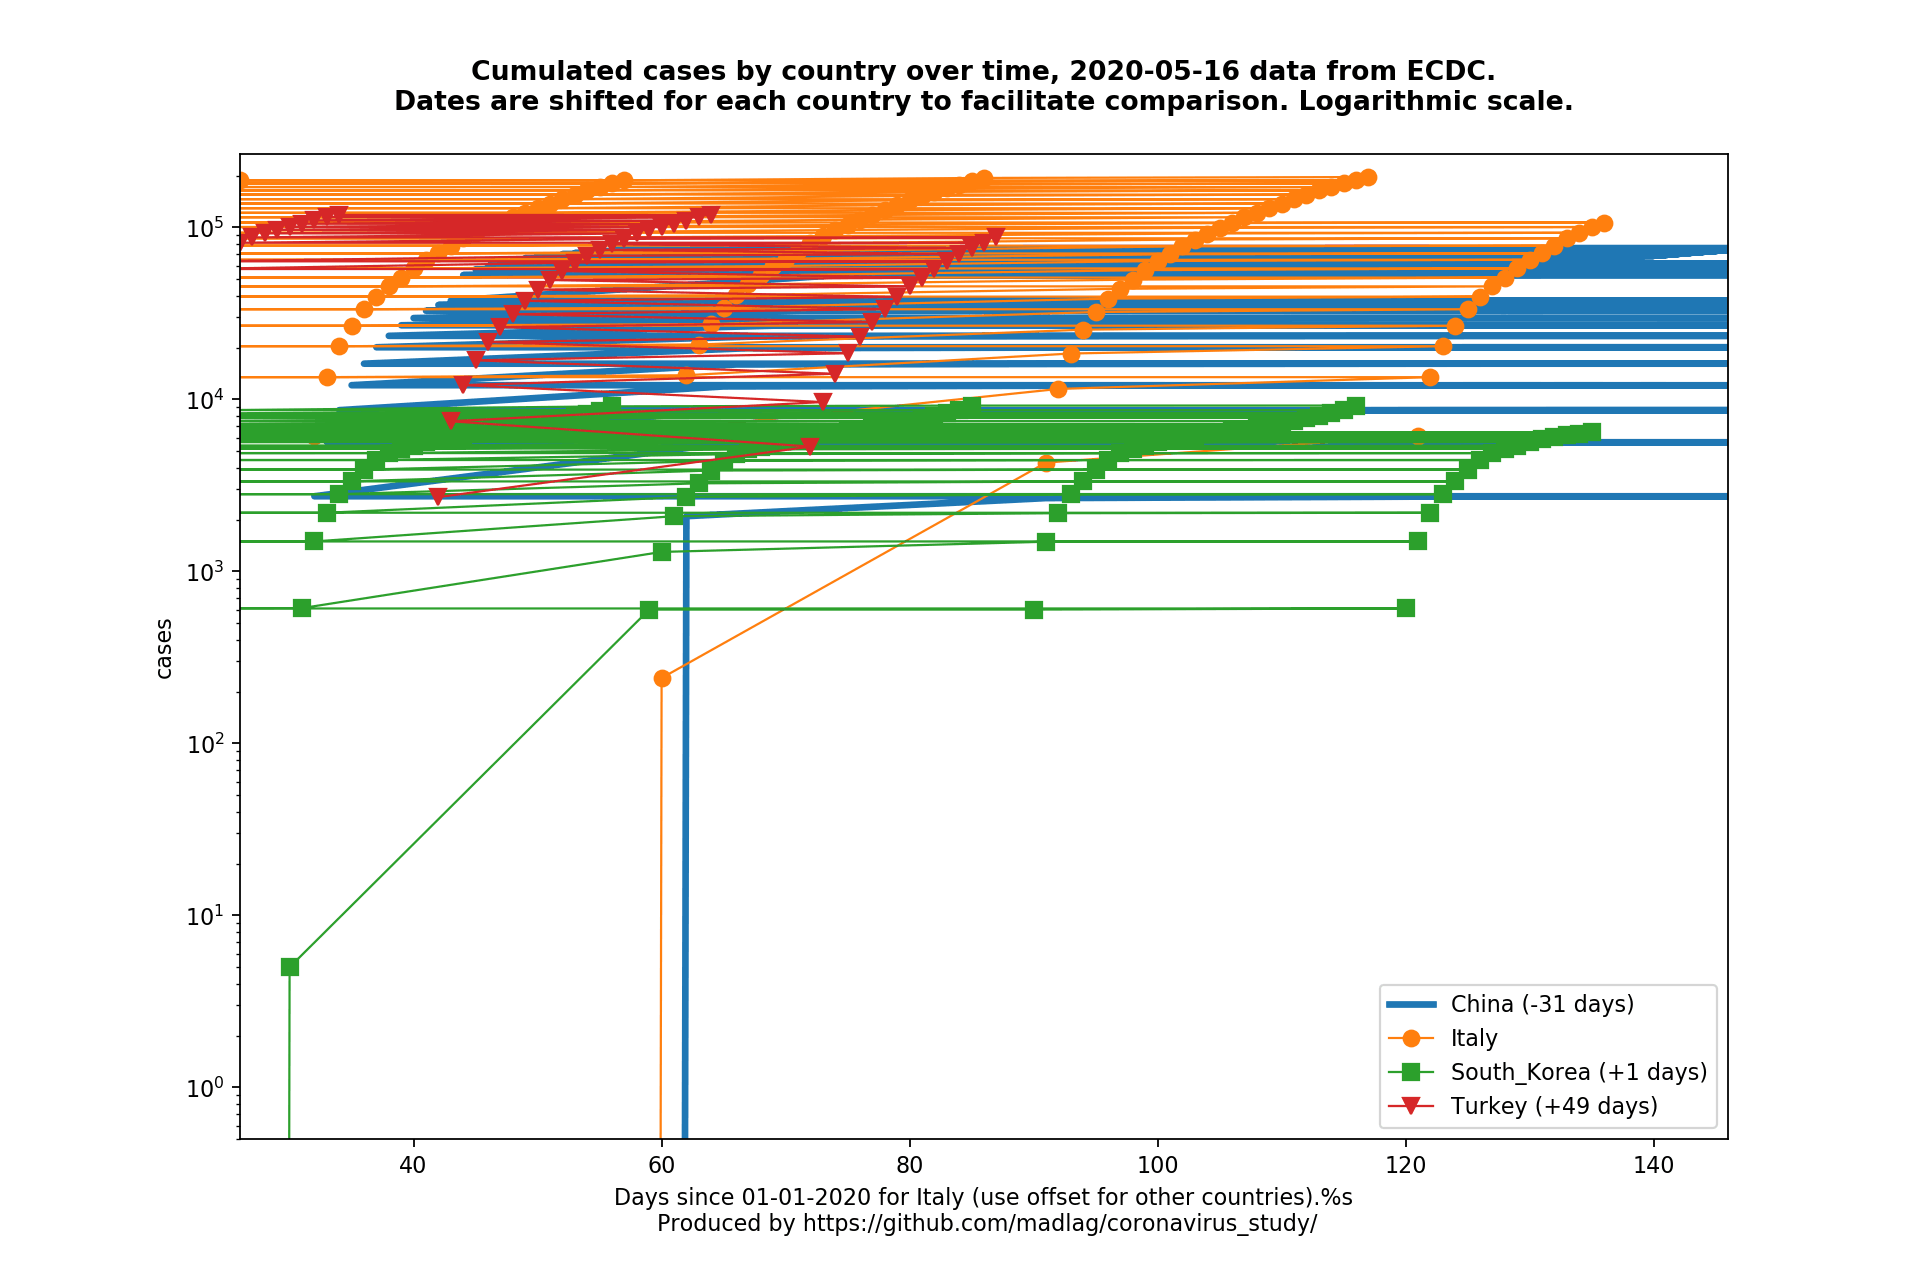 Cumulated cases by country over time, 2020-05-16 data from ECDC.
Dates are shifted for each country to facilitate comparison. Logarithmic scale.
cases
10^5
10^4
10^3
10^2
10^1
10^0
40 60 80 100 120 140
China (-31 days)
Italy
South_Korea (+1 days)
Turkey (+49 days)
Days since 01-01-2020 for Italy (use offset for other countries).%s
Produced by https://github.com/madlag/coronavirus_study/